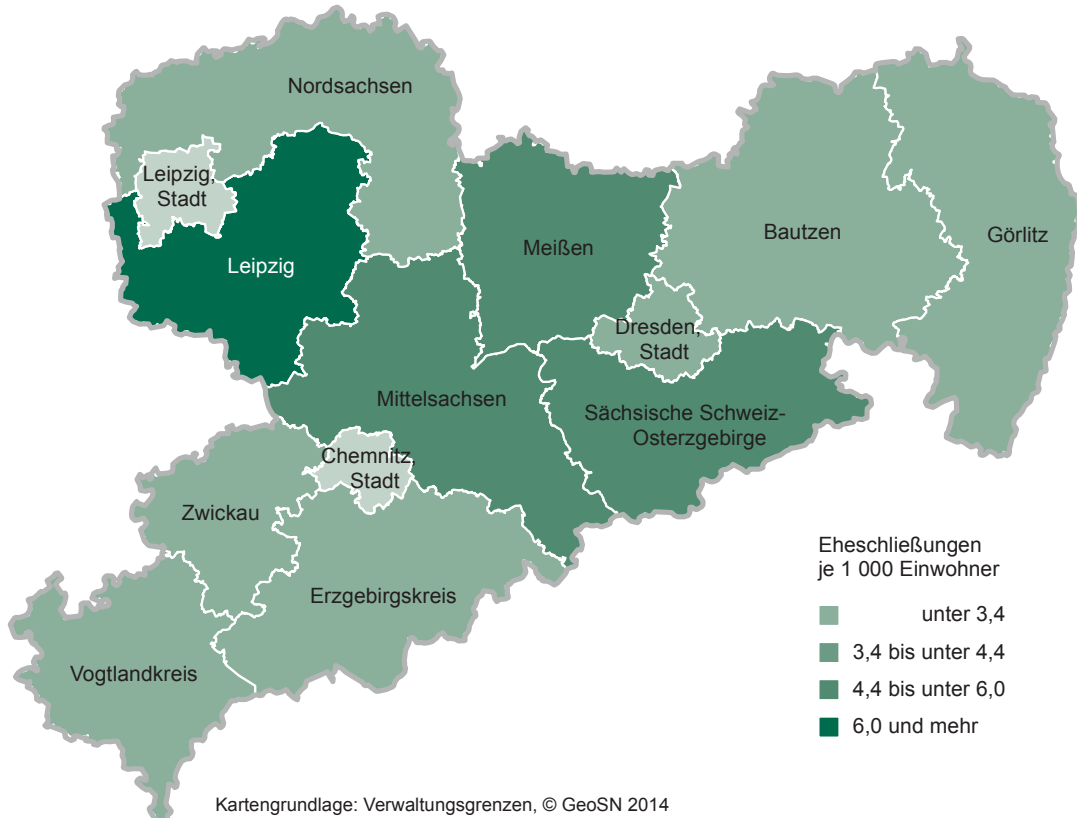 Nordsachsen
Leipzig,
Stadt
Leipzig
Meißen
Bautzen
Görlitz
Dresden,
Stadt
Mittelsachsen
Sächsische Schweiz-
Osterzgebirge
Chemnitz,
Stadt
Zwickau
Erzgebirgskreis
Vogtlandkreis
Eheschließungen
je 1 000 Einwohner
unter 3,4
3,4 bis unter 4,4
4,4 bis unter 6,0
6,0 und mehr
Kartengrundlage: Verwaltungsgrenzen, © GeoSN 2014